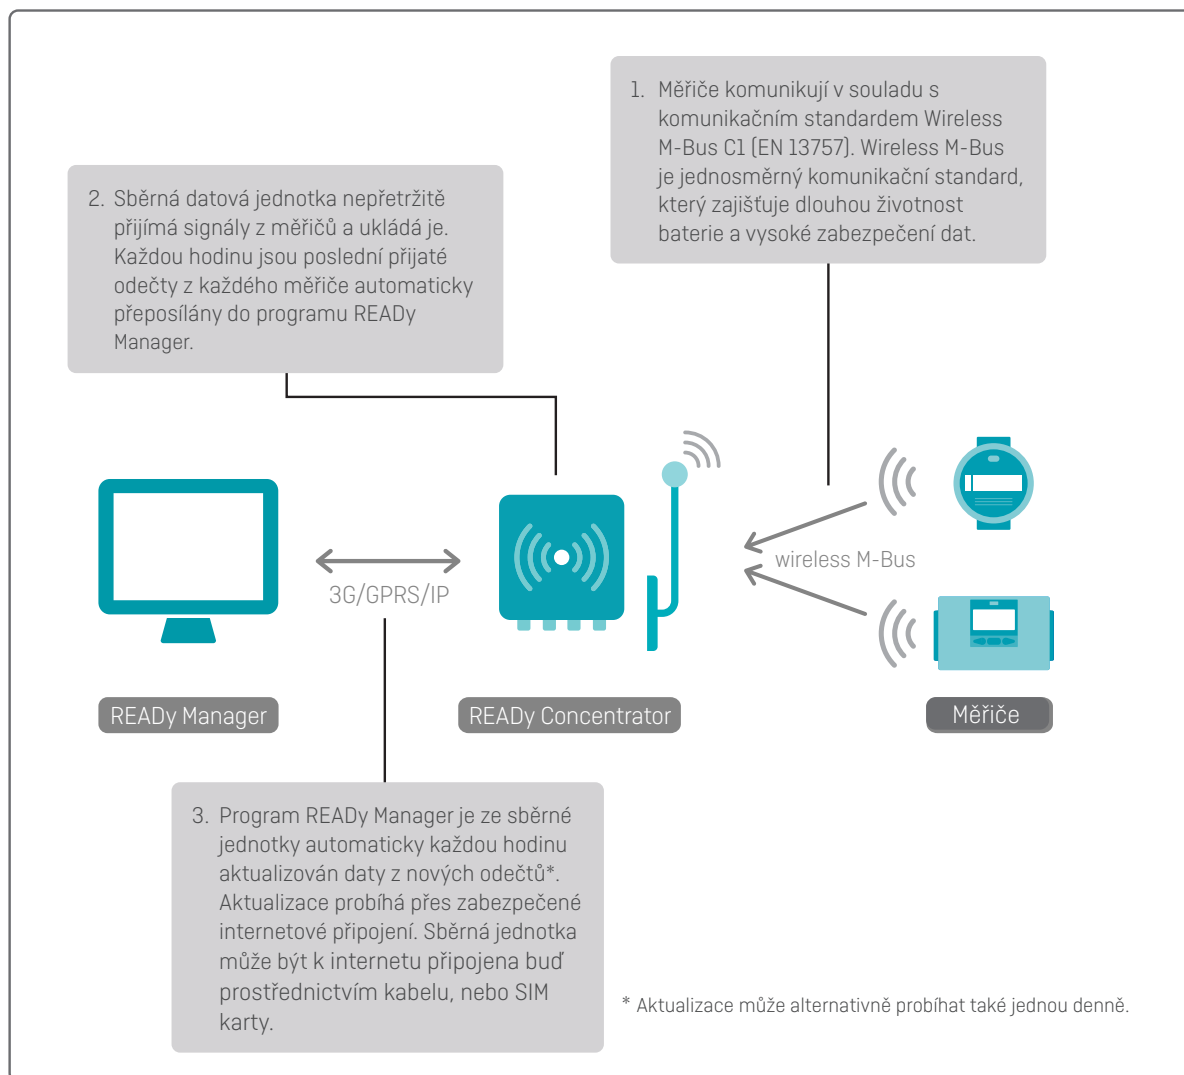 1. Měřiče komunikují v souladu s
komunikačním standardem Wireless
M-Bus C1 (EN 13757). Wireless M-Bus
je jednosměrný komunikační standard,
který zajišťuje dlouhou životnost
baterie a vysoké zabezpečení dat.
2. Sběrná datová jednotka nepřetržitě
přijímá signály z měřičů a ukládá je.
Každou hodinu jsou poslední přijaté
odečty z každého měřiče automaticky
přeposílány do programu READy
Manager.
wireless M-Bus
3G/GPRS/IP
READy Manager
READy Concentrator
Měřiče
3. Program READy Manager je ze sběrné
jednotky automaticky každou hodinu
aktualizován daty z nových odečtů*.
Aktualizace probíhá přes zabezpečené
internetové připojení. Sběrná jednotka
může být k internetu připojena buď
prostřednictvím kabelu, nebo SIM
karty.
* Aktualizace může alternativně probíhat také jednou denně.